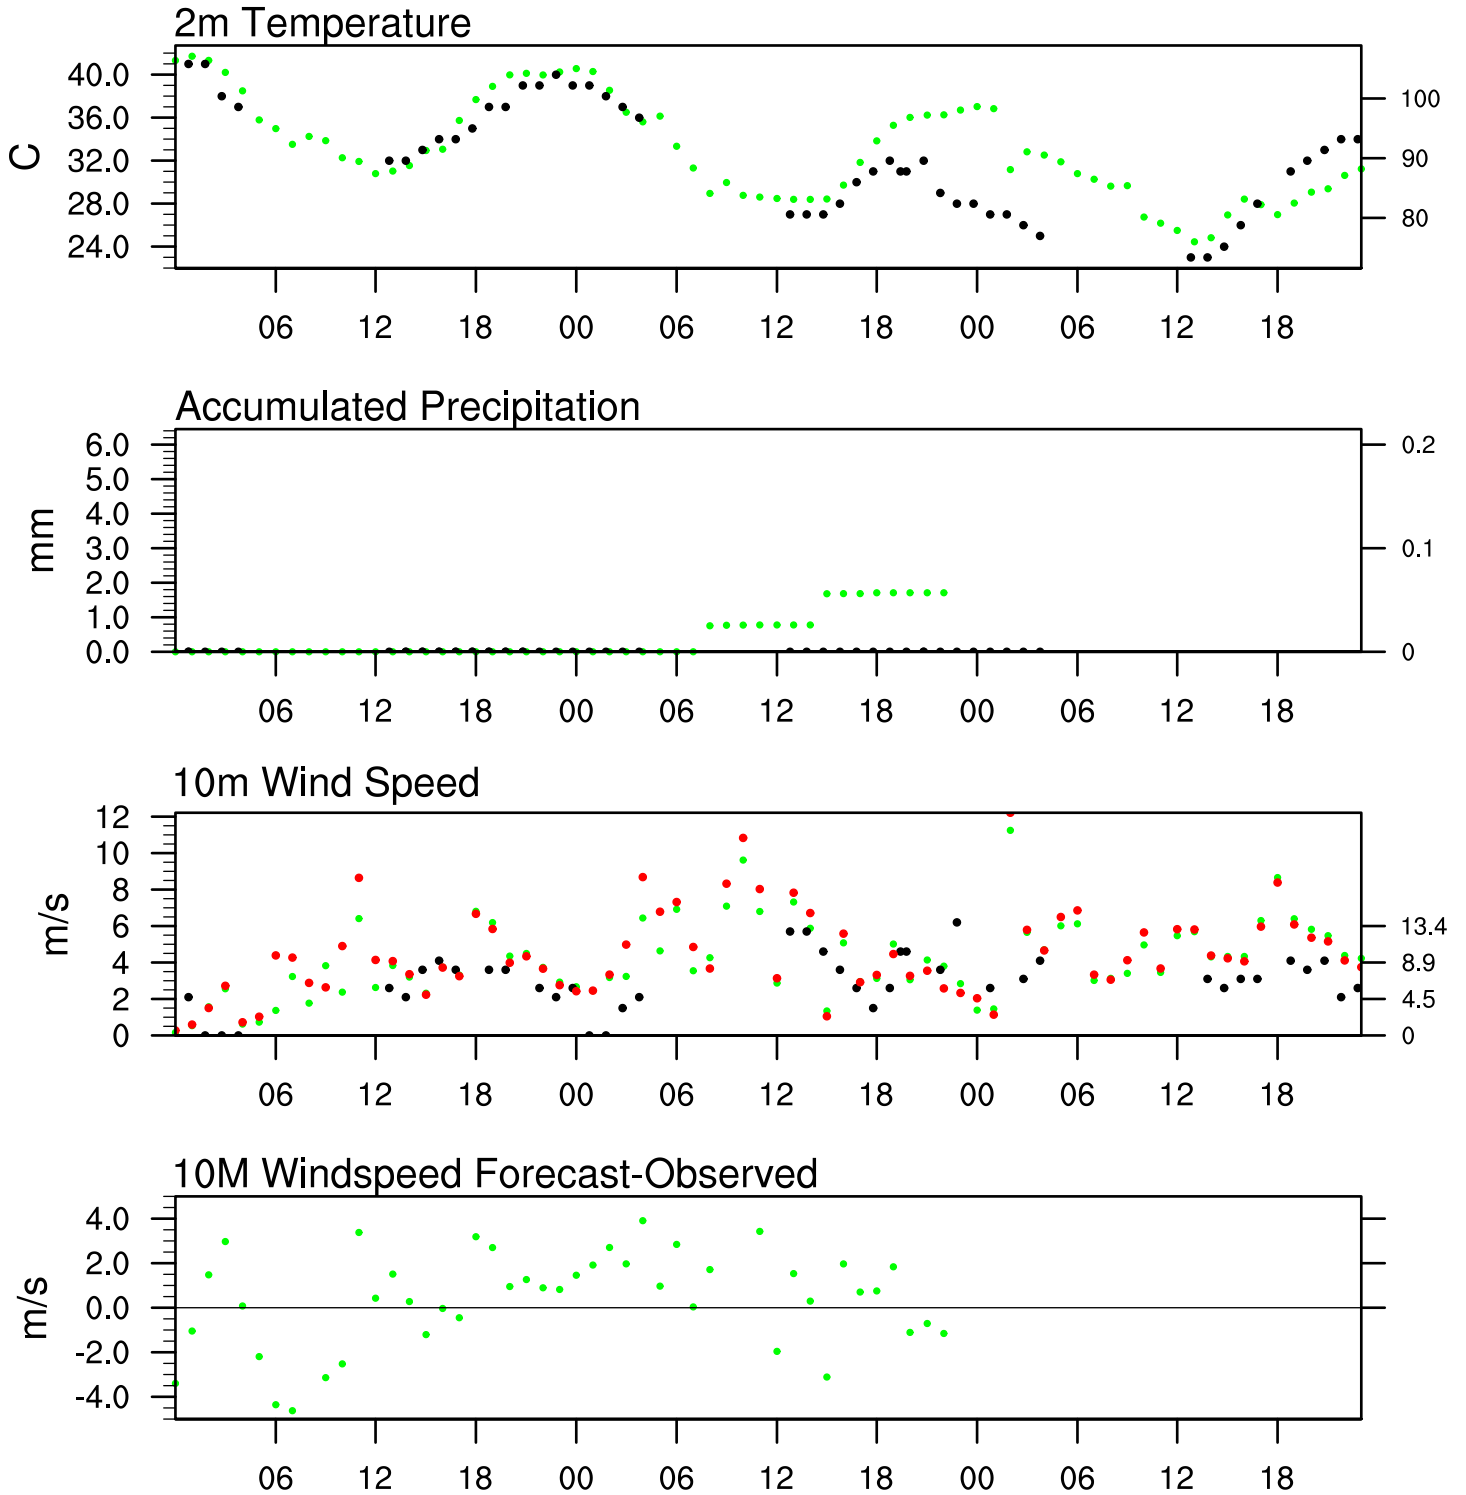 2m Temperature
40.0
36.0
32.0
28.0
24.0
C
100
90
80
06 12 18 00 06 12 18 00 06 12 18
Accumulated Precipitation
6.0
5.0
4.0
3.0
2.0
1.0
0.0
mm
0.2
0.1
0
06 12 18 00 06 12 18 00 06 12 18
10m Wind Speed
12
10
8
6
4
2
0
m/s
13.4
8.9
4.5
0
06 12 18 00 06 12 18 00 06 12 18
10M Windspeed Forecast-Observed
4.0
2.0
0.0
-2.0
-4.0
m/s
06 12 18 00 06 12 18 00 06 12 18